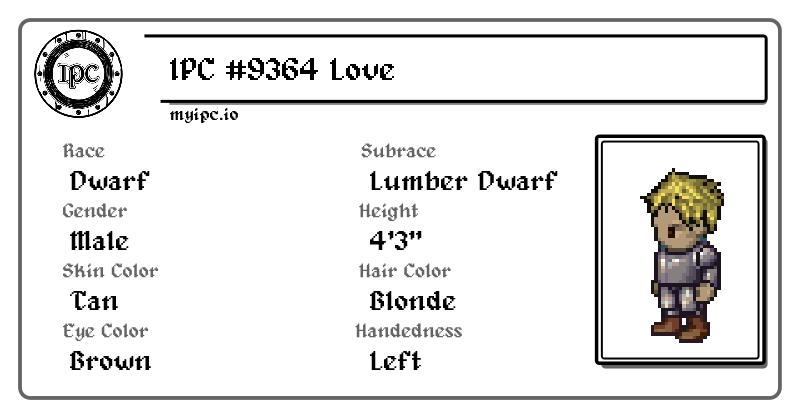 IPC
IPC #9364 Love
myipc.io
Race
Subrace
Dwarf
Lumber Dwarf
Gender
Height
Male
4'3"
Skin Color
Hair Color
Tan
Blonde
Eye Color
Handedness
Brown
Left